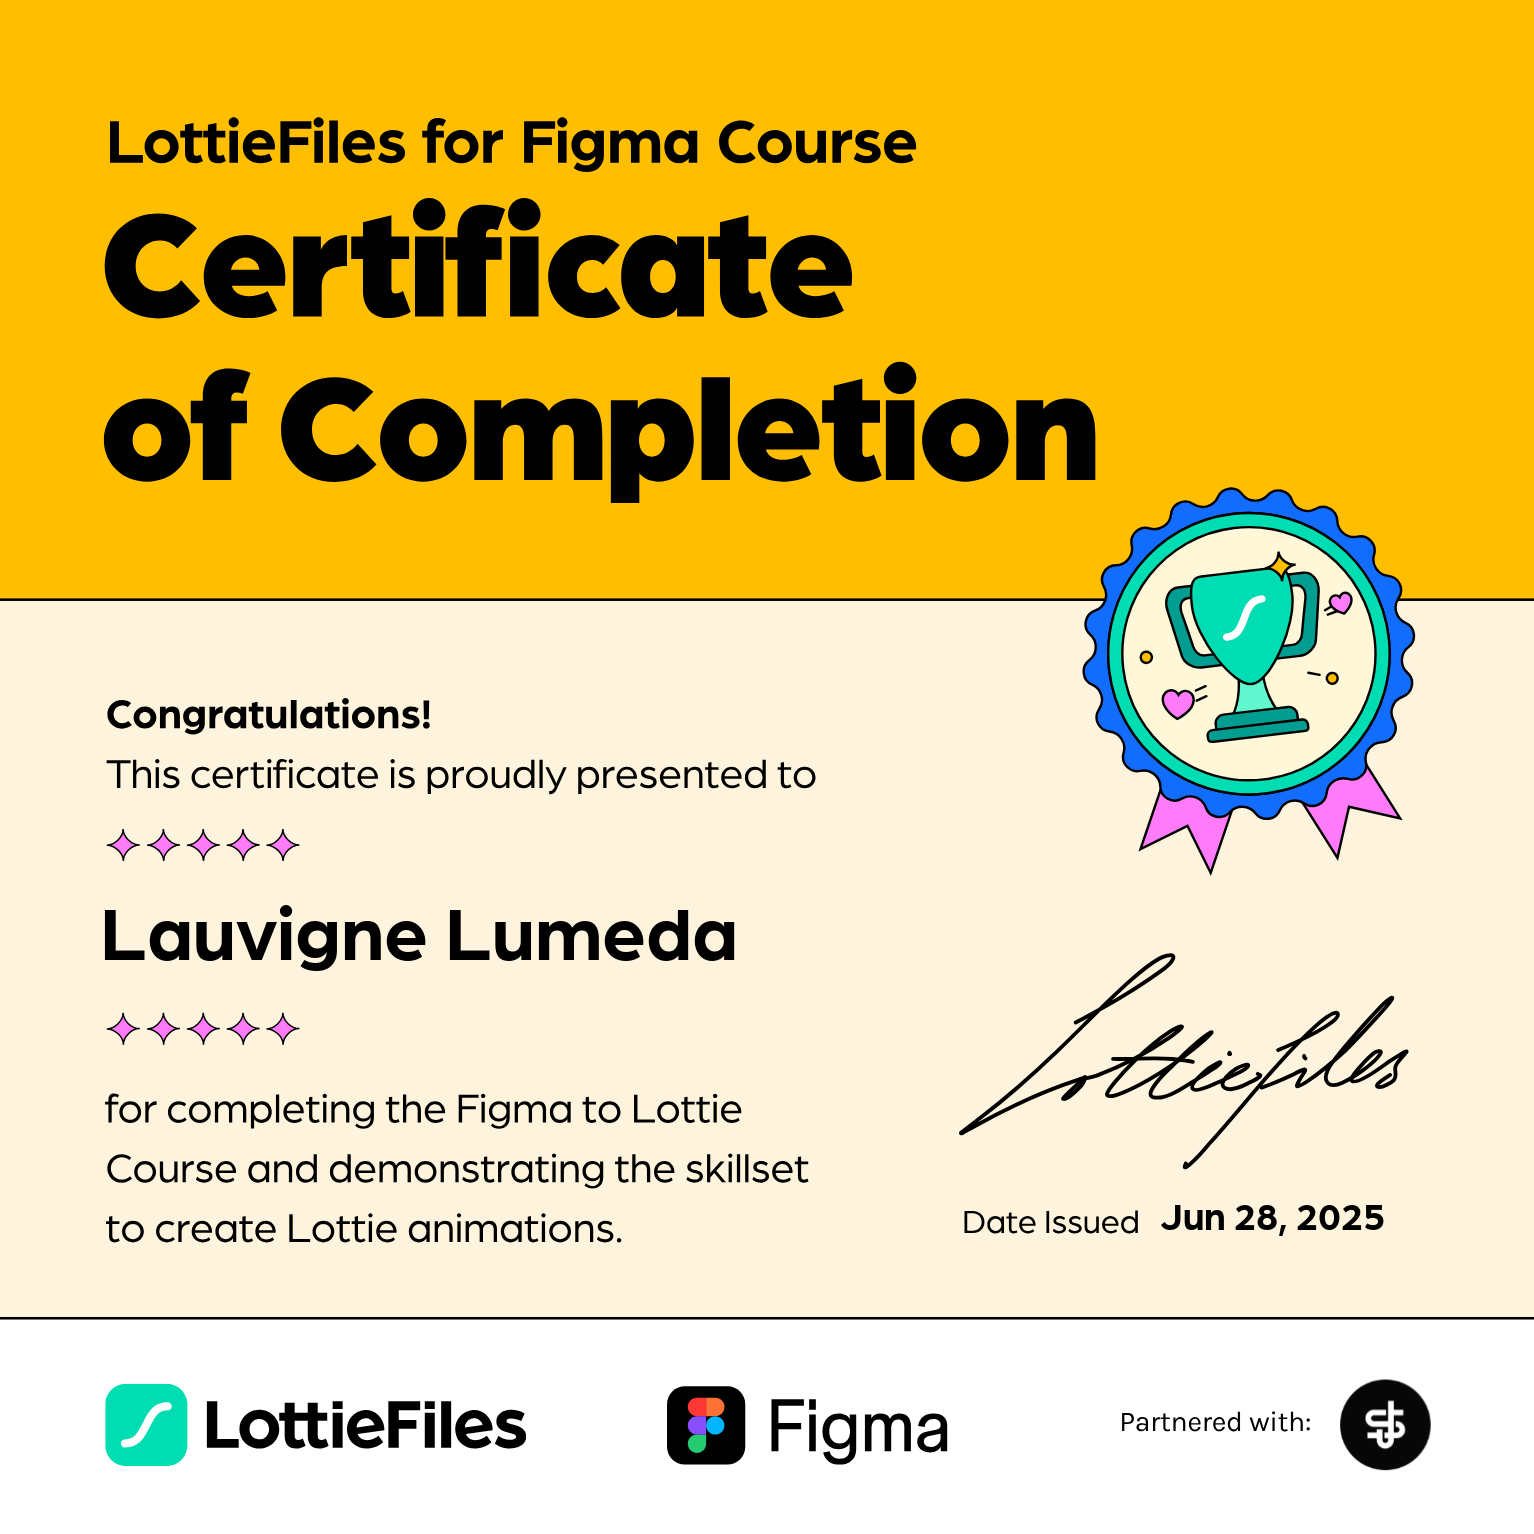 LottieFiles for Figma Course
Certificate
of Completion
Congratulations!
This certificate is proudly presented to
Lauvigne Lumeda
for completing the Figma to Lottie
Course and demonstrating the skillset
to create Lottie animations.
Lottiefiles
Date Issued Jun 28, 2025
LottieFiles
Figma
Partnered with: